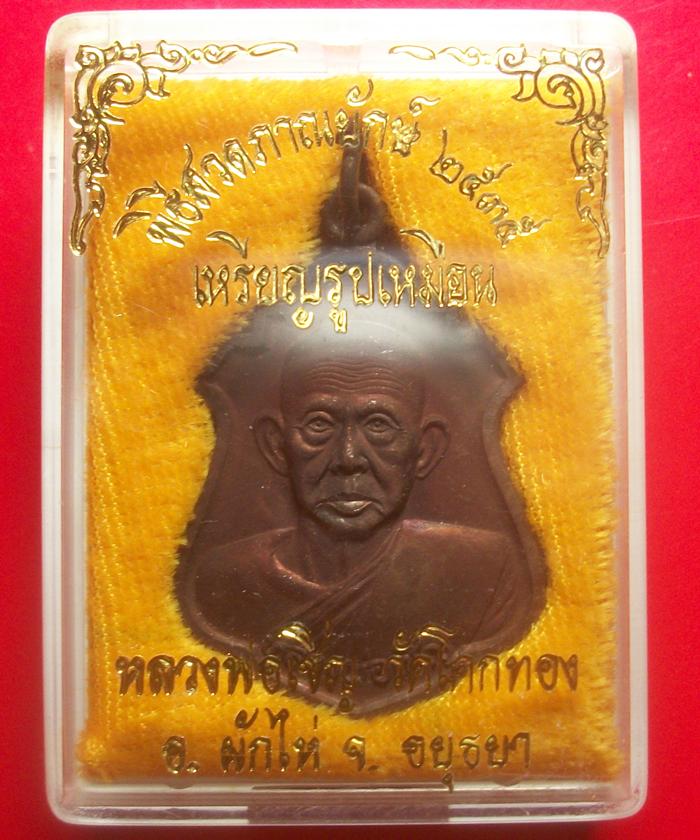 พิธีสวดภาณยักษ์ ๒๕๓๕
เหรียญรูปเหมือน
หลวงพ่อเชิญ วัดโคกทอง
อ. ผักไห่ จ. อยุธยา